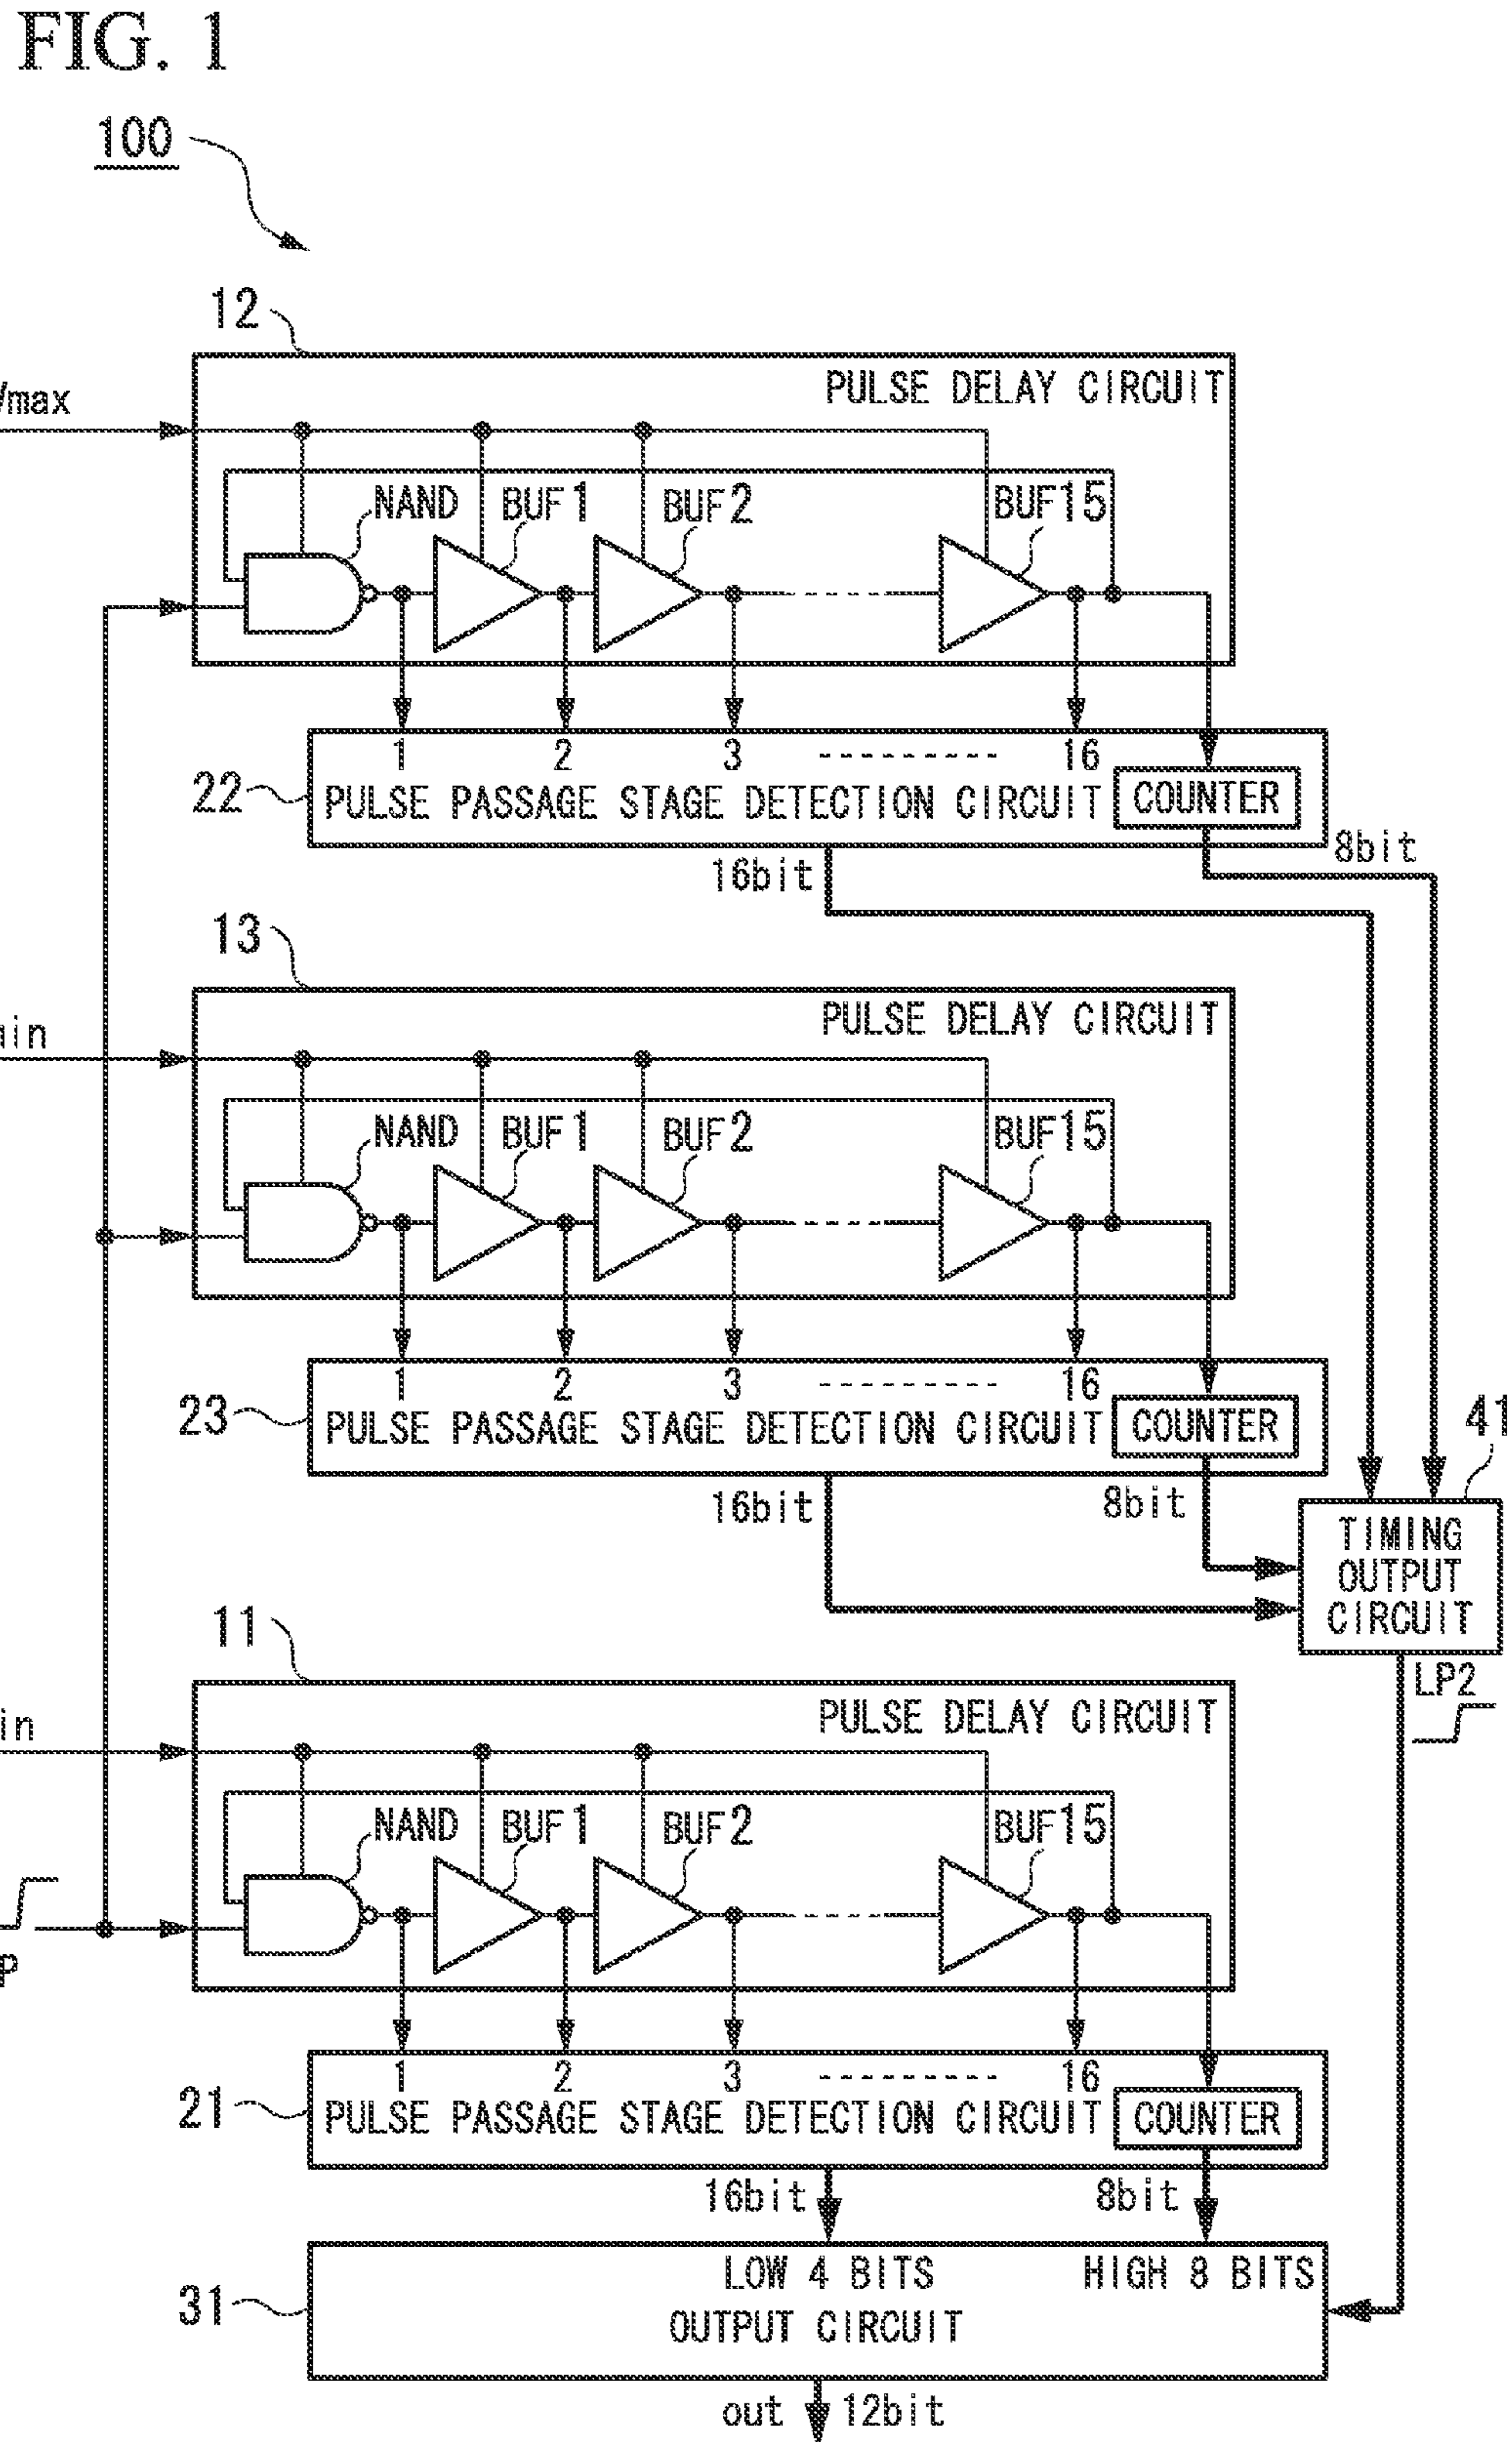 FIG. 1
100
12
PULSE DELAY CIRCUIT
Vmax
NAND
BUF1
BUF2
BUF15
1 2 3 16
22
PULSE PASSAGE STAGE DETECTION CIRCUIT
COUNTER
16bit
8bit
13
PULSE DELAY CIRCUIT
NAND
BUF1
BUF2
BUF15
1 2 3 16
23
PULSE PASSAGE STAGE DETECTION CIRCUIT
COUNTER
16bit
8bit
41
TIMING
OUTPUT
CIRCUIT
LP2
11
PULSE DELAY CIRCUIT
in
NAND
BUF1
BUF2
BUF15
P
1 2 3 16
21
PULSE PASSAGE STAGE DETECTION CIRCUIT
COUNTER
16bit
8bit
LOW 4 BITS
HIGH 8 BITS
31
OUTPUT CIRCUIT
out
12bit